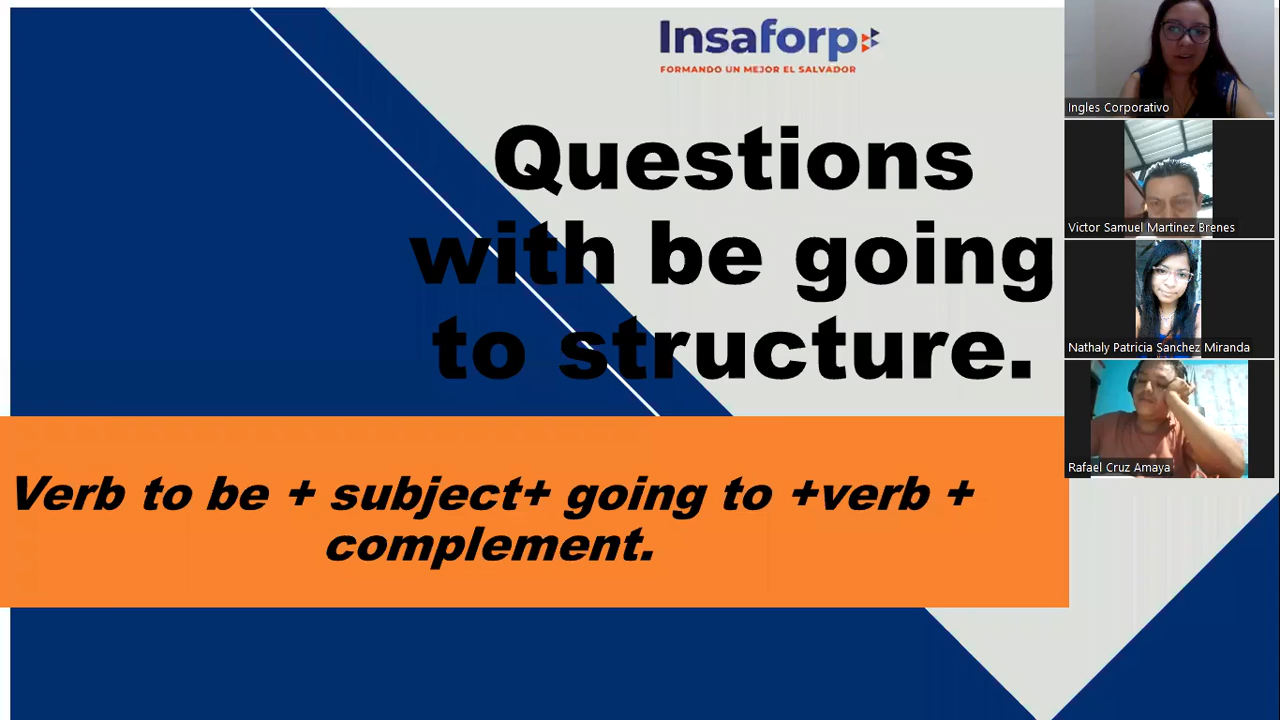 Insaforp
FORMANDO UN MEJOR EL SALVADOR
Questions
with be going
to structure.
Verb to be + subject+ going to +verb +
complement.
Ingles Corporativo
Victor Samuel Martinez Brenes
Nathaly Patricia Sanchez Miranda
Rafael Cruz Amaya